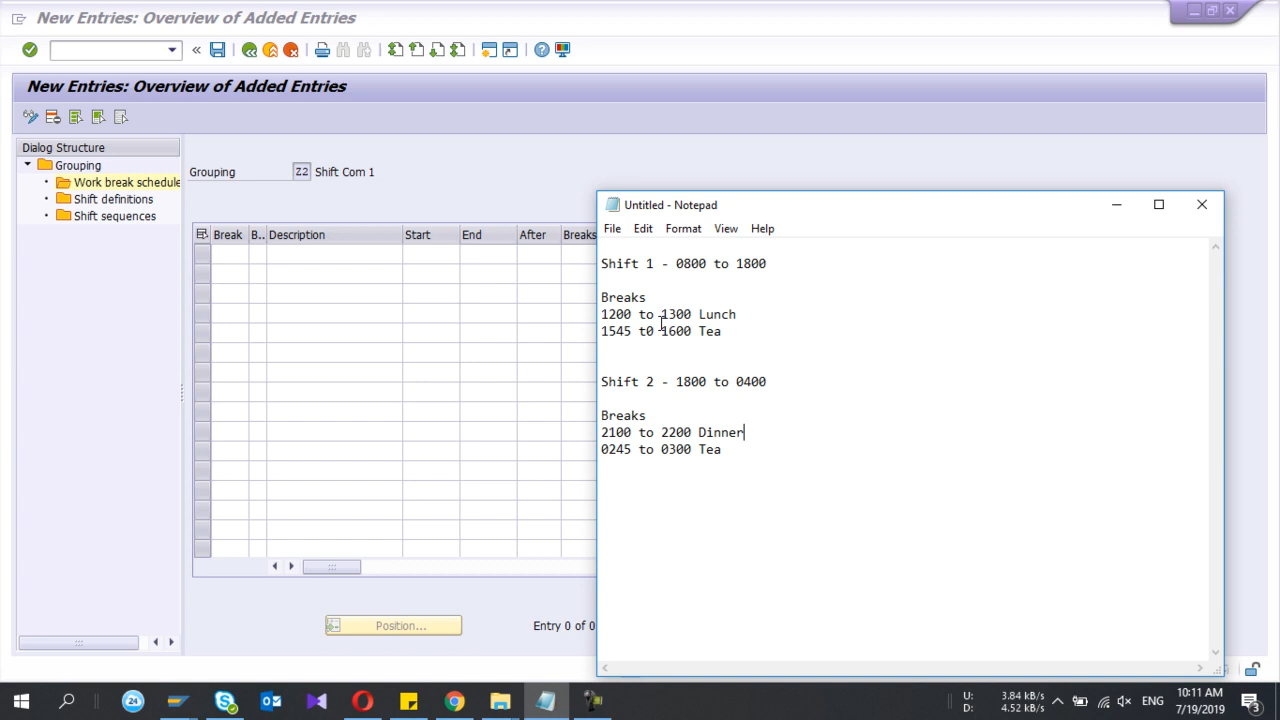 New Entries: Overview of Added Entries
New Entries: Overview of Added Entries
Dialog Structure
Grouping
Work break schedule
Shift definitions
Shift sequences
Grouping Z2 Shift Com 1
Break B.. Description Start End After Breaks
Position...
Entry 0 of 0
Untitled - Notepad
File Edit Format View Help
Shift 1 - 0800 to 1800
Breaks
1200 to 1300 Lunch
1545 t0 1600 Tea
Shift 2 - 1800 to 0400
Breaks
2100 to 2200 Dinner
0245 to 0300 Tea
24
U: 3.84 kB/s
D: 4.52 kB/s
ENG
10:11 AM
7/19/2019
3